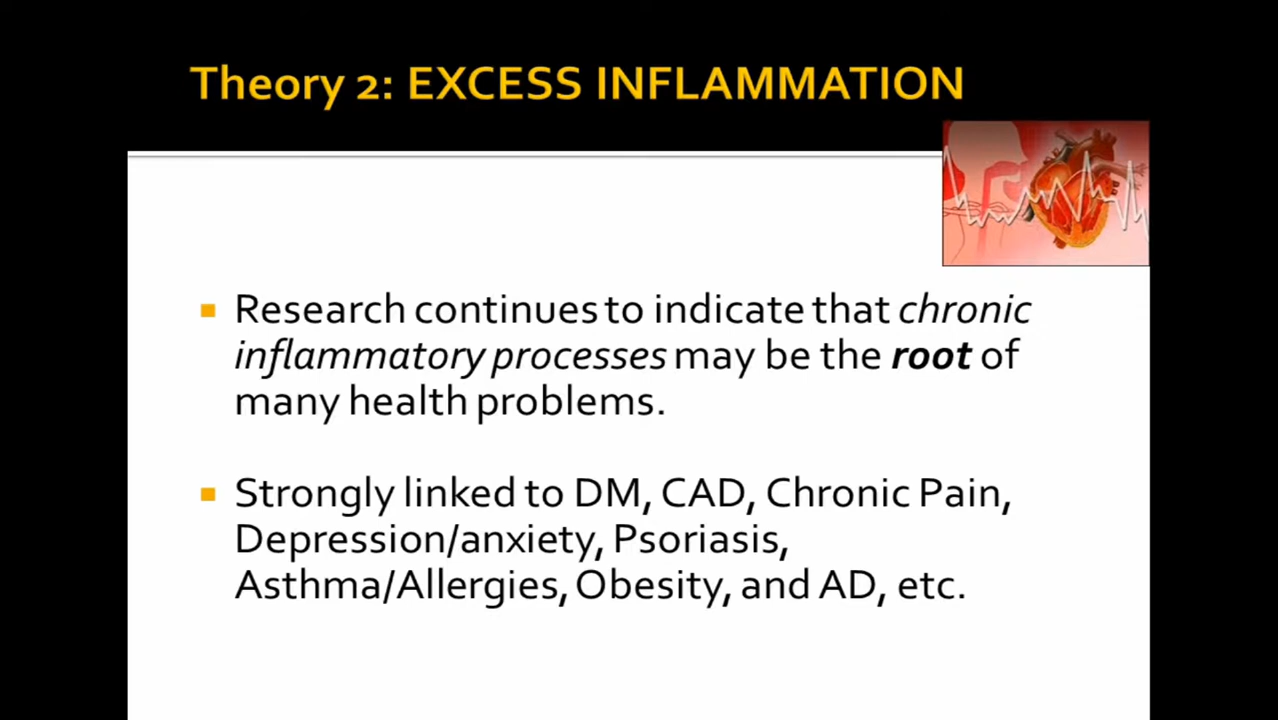 Theory 2: EXCESS INFLAMMATION
Research continues to indicate that chronic
inflammatory processes may be the root of
many health problems.
Strongly linked to DM, CAD, Chronic Pain,
Depression/anxiety, Psoriasis,
Asthma/Allergies, Obesity, and AD, etc.